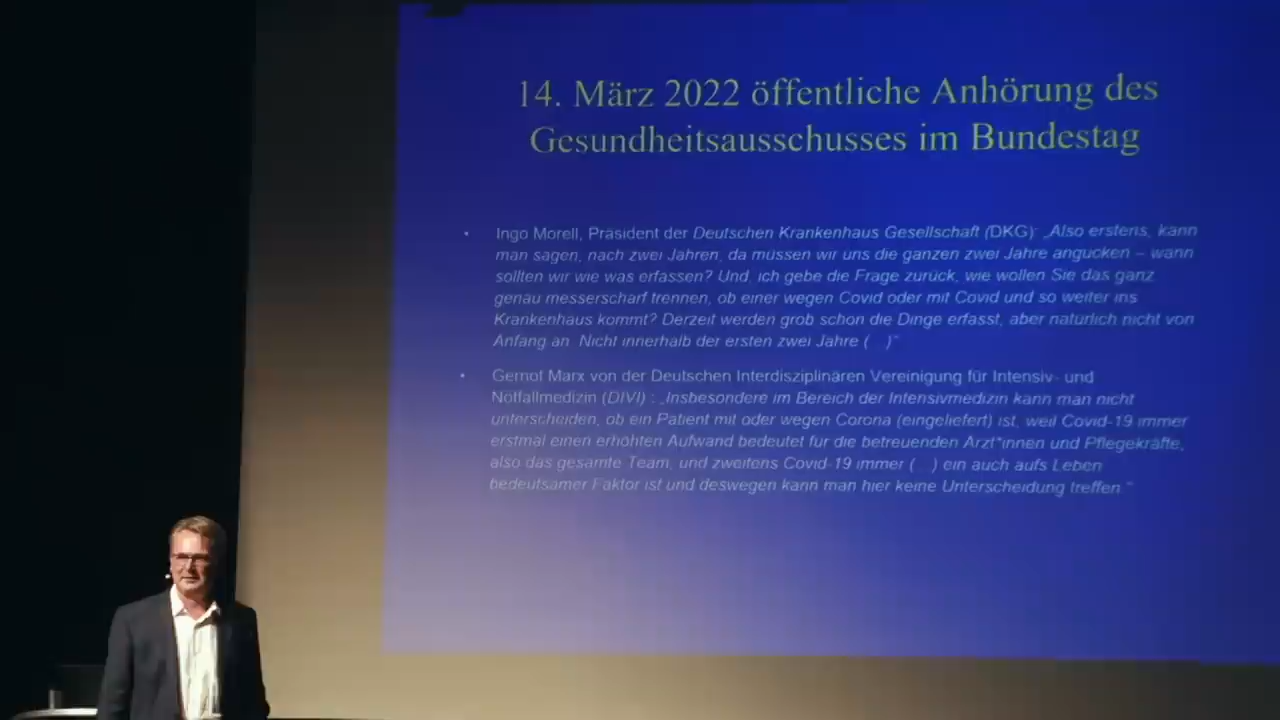 14. März 2022 öffentliche Anhörung des
Gesundheitsausschusses im Bundestag
• Ingo Morell, Präsident der Deutschen Krankenhaus Gesellschaft (DKG): „Also erstens, kann
man sagen, nach zwei Jahren, da müssen wir uns die ganzen zwei Jahre angucken – wann
sollten wir wie was erfassen? Und, ich gebe die Frage zurück, wie wollen Sie das ganz
genau messerscharf trennen, ob einer wegen Covid oder mit Covid und so weiter ins
Krankenhaus kommt? Derzeit werden grob schon die Dinge erfasst, aber natürlich nicht von
Anfang an. Nicht innerhalb der ersten zwei Jahre (...)“
• Gernot Marx von der Deutschen Interdisziplinären Vereinigung für Intensiv- und
Notfallmedizin (DIVI) : „Insbesondere im Bereich der Intensivmedizin kann man nicht
unterscheiden, ob ein Patient mit oder wegen Corona (eingeliefert) ist, weil Covid-19 immer
erstmal einen erhöhten Aufwand bedeutet für die betreuenden Arzt*innen und Pflegekräfte,
also das gesamte Team, und zweitens Covid-19 immer (...) ein auch aufs Leben
bedeutsamer Faktor ist und deswegen kann man hier keine Unterscheidung treffen.“